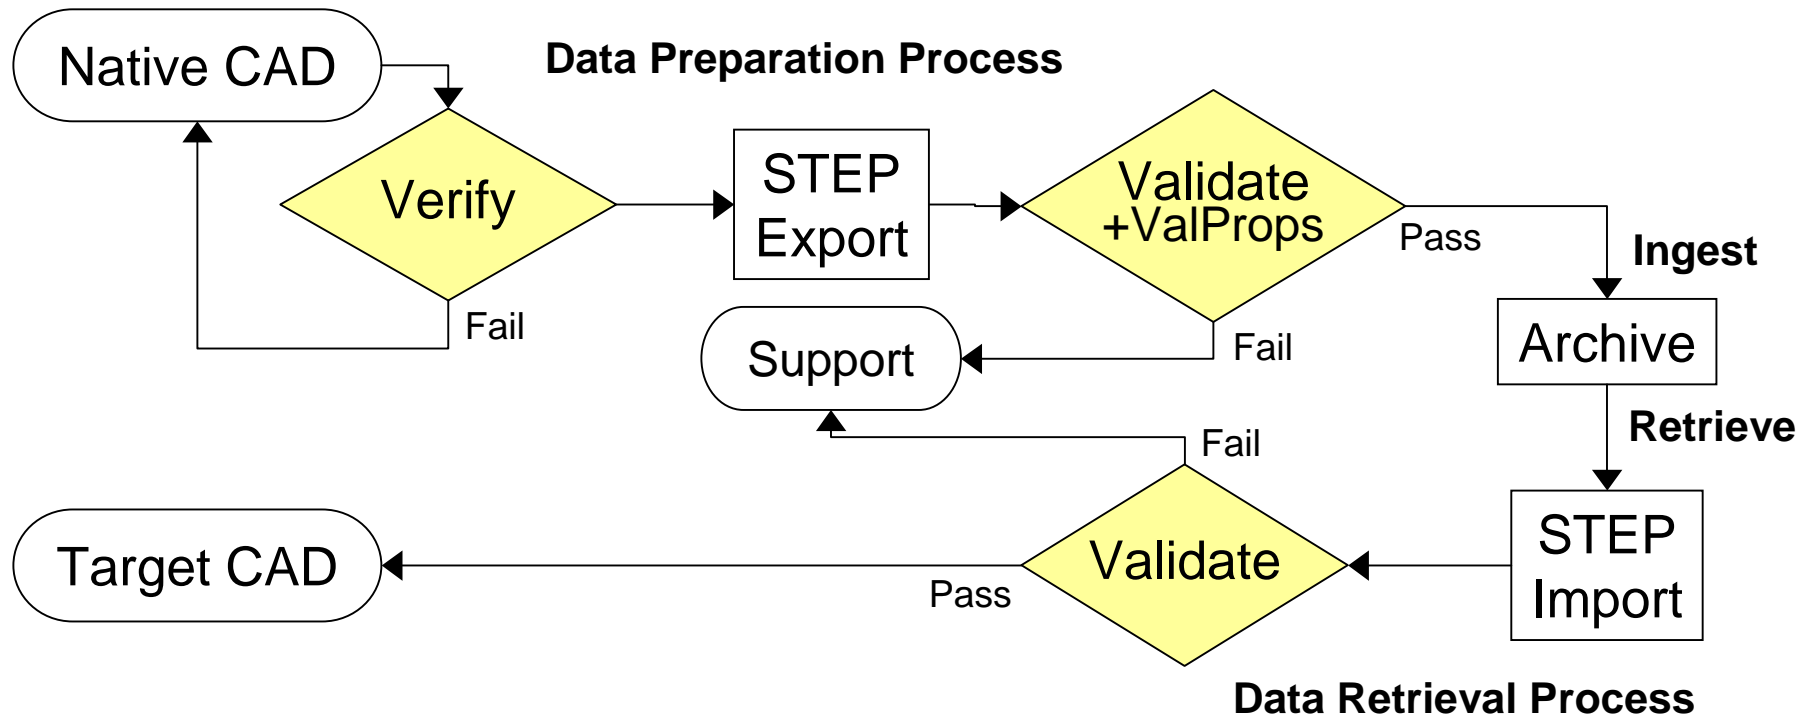 Native CAD
Data Preparation Process
Verify
Fail
STEP
Export
Validate
+ValProps
Pass
Fail
Ingest
Archive
Support
Retrieve
Fail
STEP
Import
Validate
Pass
Target CAD
Data Retrieval Process